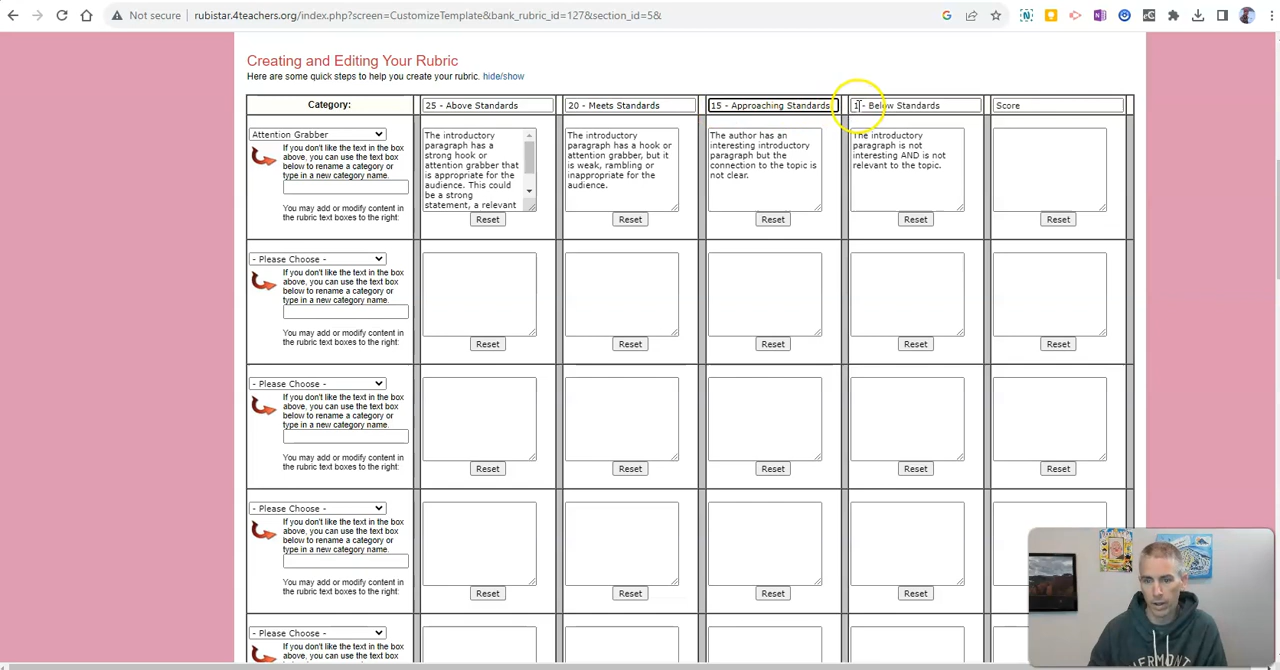 Not secure
rubistar.4teachers.org/index.php?screen=CustomizeTemplate&bank_rubric_id=127&section_id=5&
Creating and Editing Your Rubric
Here are some quick steps to help you create your rubric. hide/show
Category:
25 - Above Standards
20 - Meets Standards
15 - Approaching Standards
1 - Below Standards
Score
Attention Grabber
If you don't like the text in the box
above, you can use the text box
below to rename a category or
type in a new category name.
You may add or modify content in
the rubric text boxes to the right:
The introductory
paragraph has a
strong hook or
attention grabber that
is appropriate for the
audience. This could
be a strong
statement, a relevant
Reset
The introductory
paragraph has a hook or
attention grabber, but it
is weak, rambling or
inappropriate for the
audience.
Reset
The author has an
interesting introductory
paragraph but the
connection to the topic is
not clear.
Reset
The introductory
paragraph is not
interesting AND is not
relevant to the topic.
Reset
Reset
- Please Choose -
If you don't like the text in the box
above, you can use the text box
below to rename a category or
type in a new category name.
You may add or modify content in
the rubric text boxes to the right:
Reset
Reset
Reset
Reset
Reset
- Please Choose -
If you don't like the text in the box
above, you can use the text box
below to rename a category or
type in a new category name.
You may add or modify content in
the rubric text boxes to the right:
Reset
Reset
Reset
Reset
Reset
- Please Choose -
If you don't like the text in the box
above, you can use the text box
below to rename a category or
type in a new category name.
You may add or modify content in
the rubric text boxes to the right:
Reset
Reset
Reset
Reset
Reset
- Please Choose -
If you don't like the text in the box
ERMONT